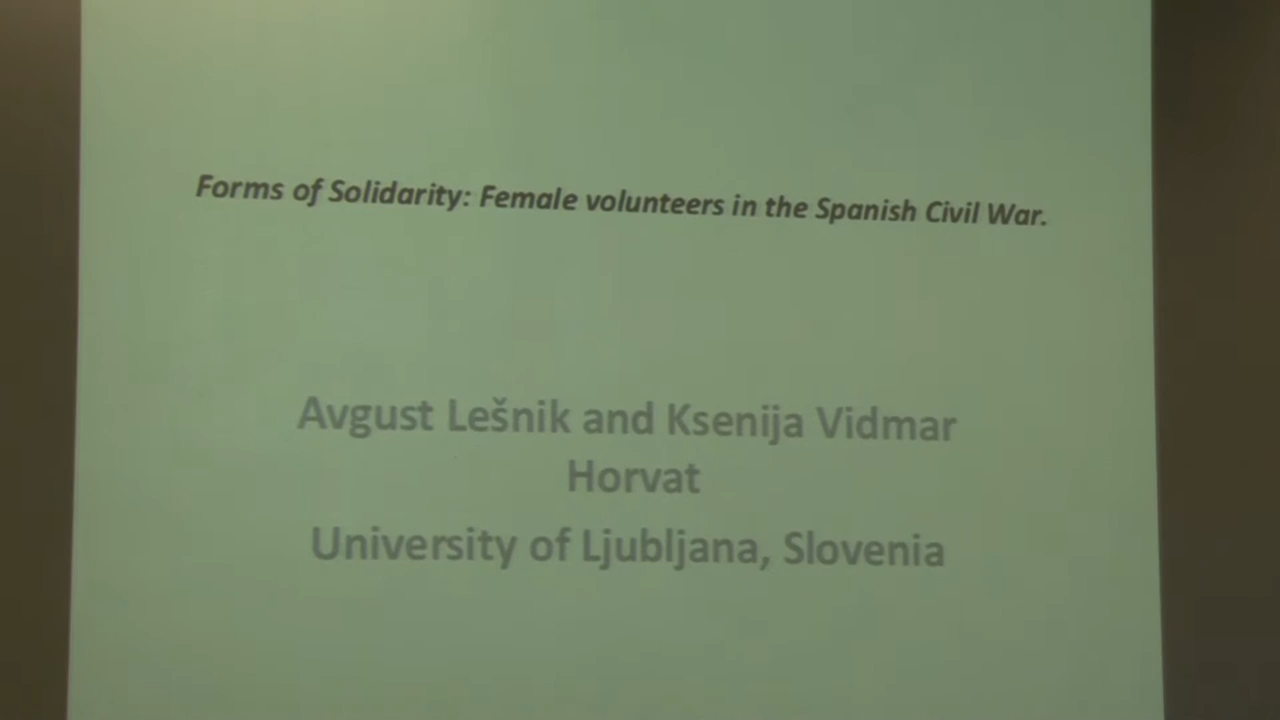 Forms of Solidarity: Female volunteers in the Spanish Civil War.
Avgust Lešnik and Ksenija Vidmar
Horvat
University of Ljubljana, Slovenia